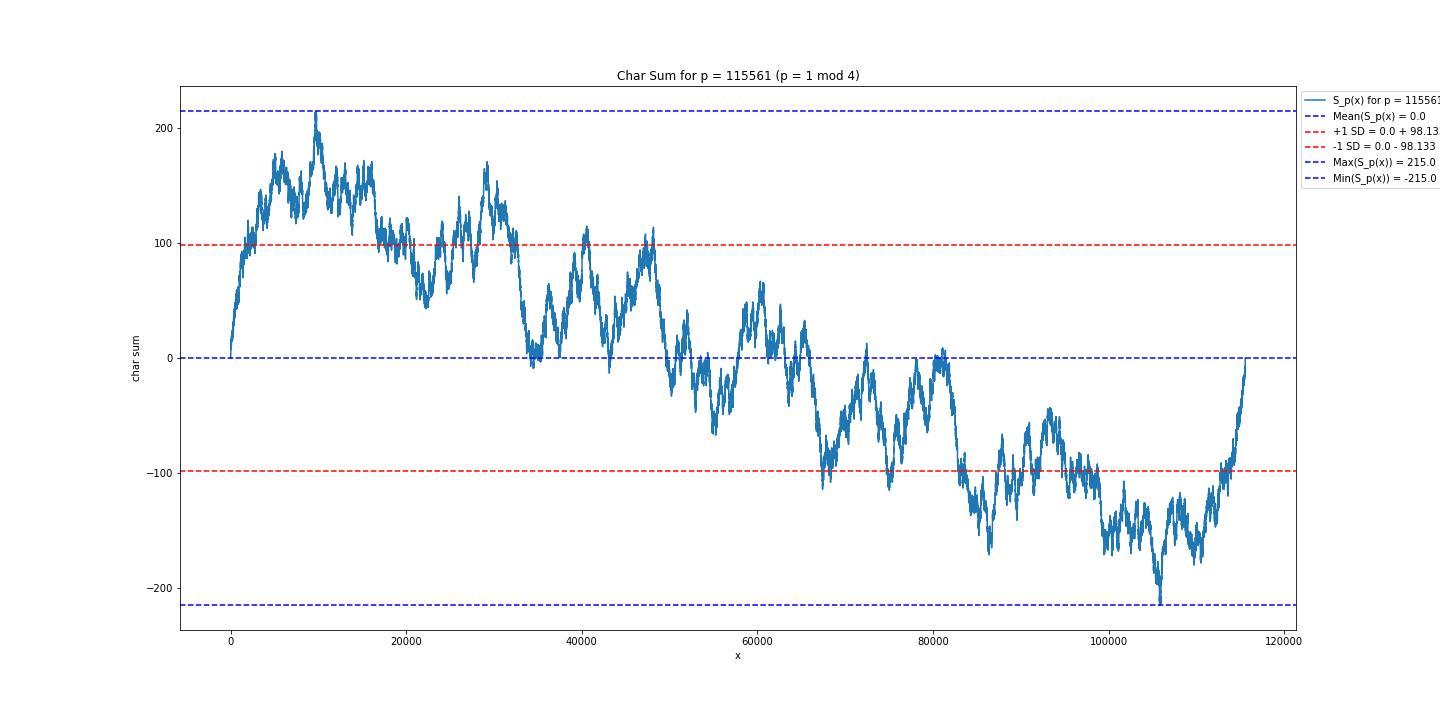 Char Sum for p = 115561 (p = 1 mod 4)
S_p(x) for p = 115561
Mean(S_p(x) = 0.0
+1 SD = 0.0 + 98.13
-1 SD = 0.0 - 98.133
Max(S_p(x)) = 215.0
Min(S_p(x)) = -215.0
200
100
0
−100
−200
char sum
0 20000 40000 60000 80000 100000 120000
x